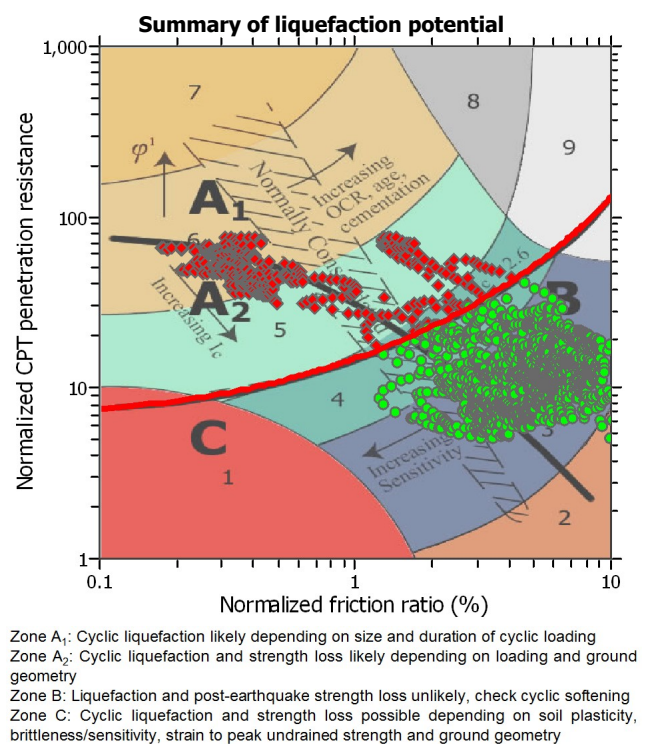 Summary of liquefaction potential
1,000
100
10
1
0.1
1
10
Normalized CPT penetration resistance
Normalized friction ratio (%)
7
8
9
φ'
A1
Normally Cons
Increasing
OCR, age,
cementation
6
A2
Increasing Ic
5
2.6
B
4
3
C
1
Increasing
Sensitivity
2
Zone A1: Cyclic liquefaction likely depending on size and duration of cyclic loading
Zone A2: Cyclic liquefaction and strength loss likely depending on loading and ground
geometry
Zone B: Liquefaction and post-earthquake strength loss unlikely, check cyclic softening
Zone C: Cyclic liquefaction and strength loss possible depending on soil plasticity,
brittleness/sensitivity, strain to peak undrained strength and ground geometry